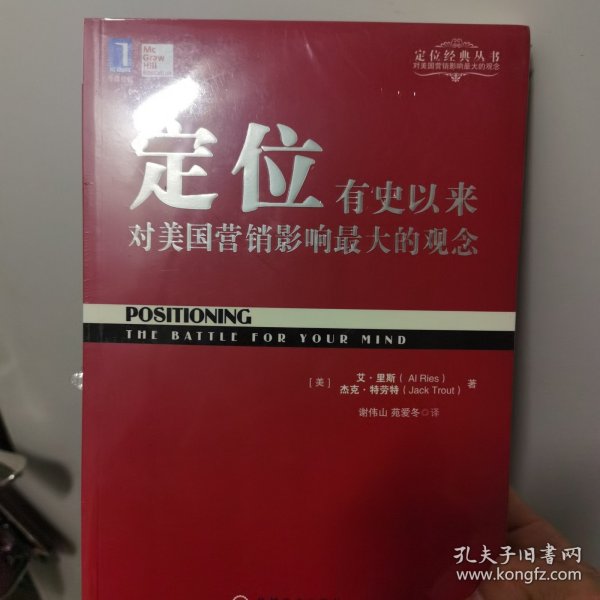 Mc
Graw
Hill
Education
定位经典丛书
对美国营销影响最大的观念
定位 有史以来
对美国营销影响最大的观念
POSITIONING
THE BATTLE FOR YOUR MIND
[美] 艾·里斯(Al Ries)
杰克·特劳特(Jack Trout) 著
谢伟山 苑爱冬 译
孔夫子旧书网
www.kongfz.com